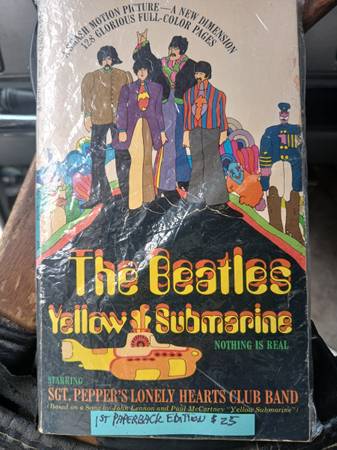 A SMASH MOTION PICTURE—A NEW DIMENSION
128 GLORIOUS FULL-COLOR PAGES
The Beatles
Yellow Submarine
NOTHING IS REAL
STARRING
SGT. PEPPER'S LONELY HEARTS CLUB BAND
(Based on a Song by John Lennon and Paul McCartney "Yellow Submarine")
1ST PAPERBACK EDITION $25